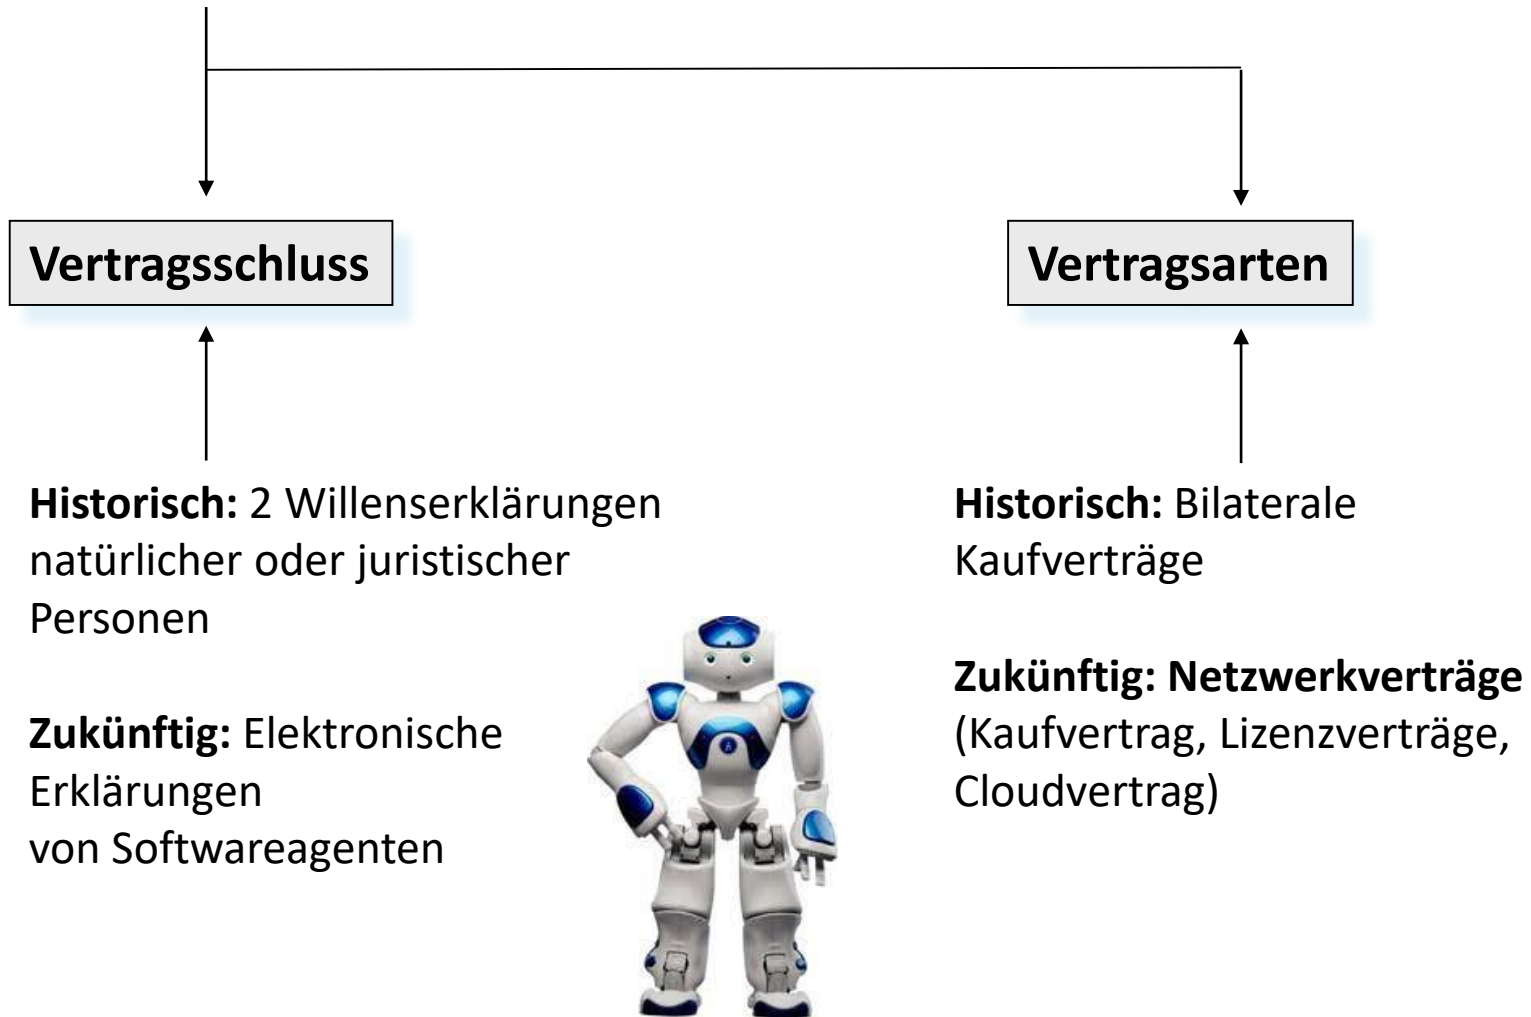 Vertragsschluss
Vertragsarten
Historisch: 2 Willenserklärungen
natürlicher oder juristischer
Personen
Zukünftig: Elektronische
Erklärungen
von Softwareagenten
Historisch: Bilaterale
Kaufverträge
Zukünftig: Netzwerkverträge
(Kaufvertrag, Lizenzverträge,
Cloudvertrag)